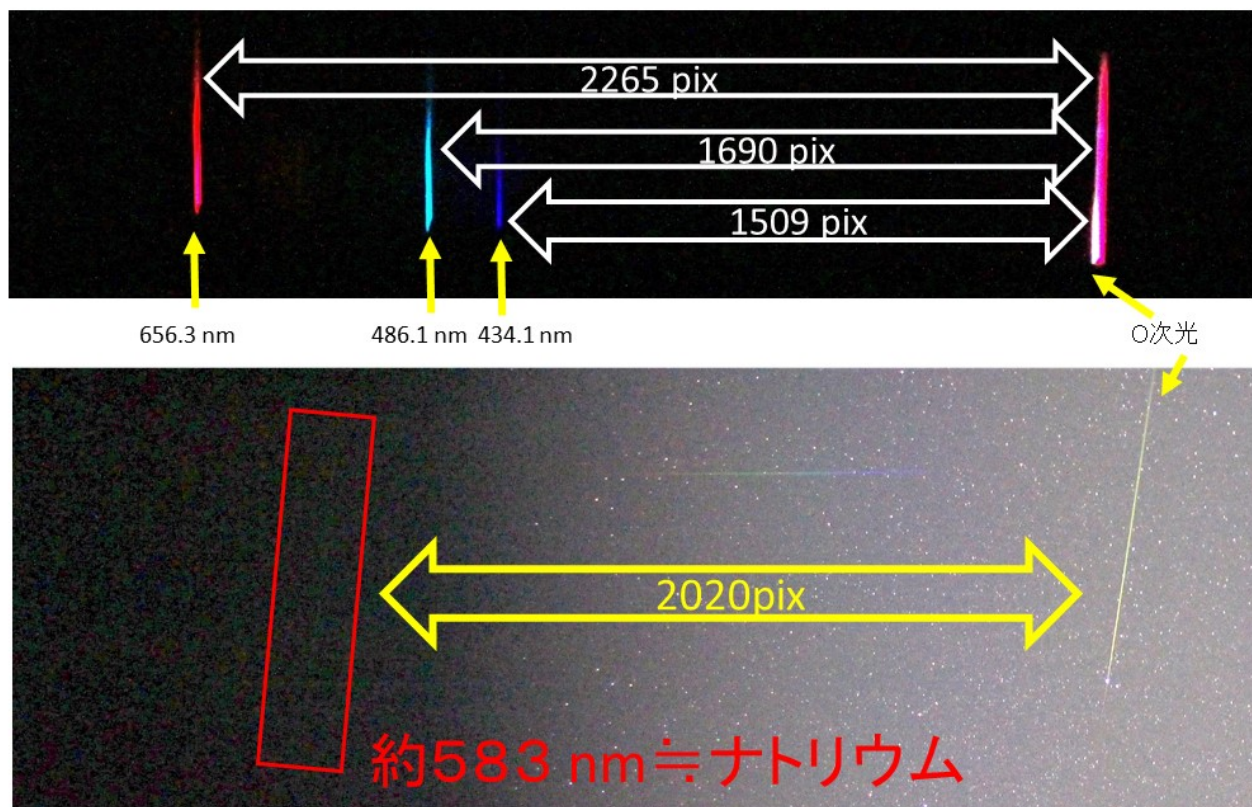 2265 pix
1690 pix
1509 pix
656.3 nm
486.1 nm
434.1 nm
O次光
2020pix
約583 nm≒ナトリウム